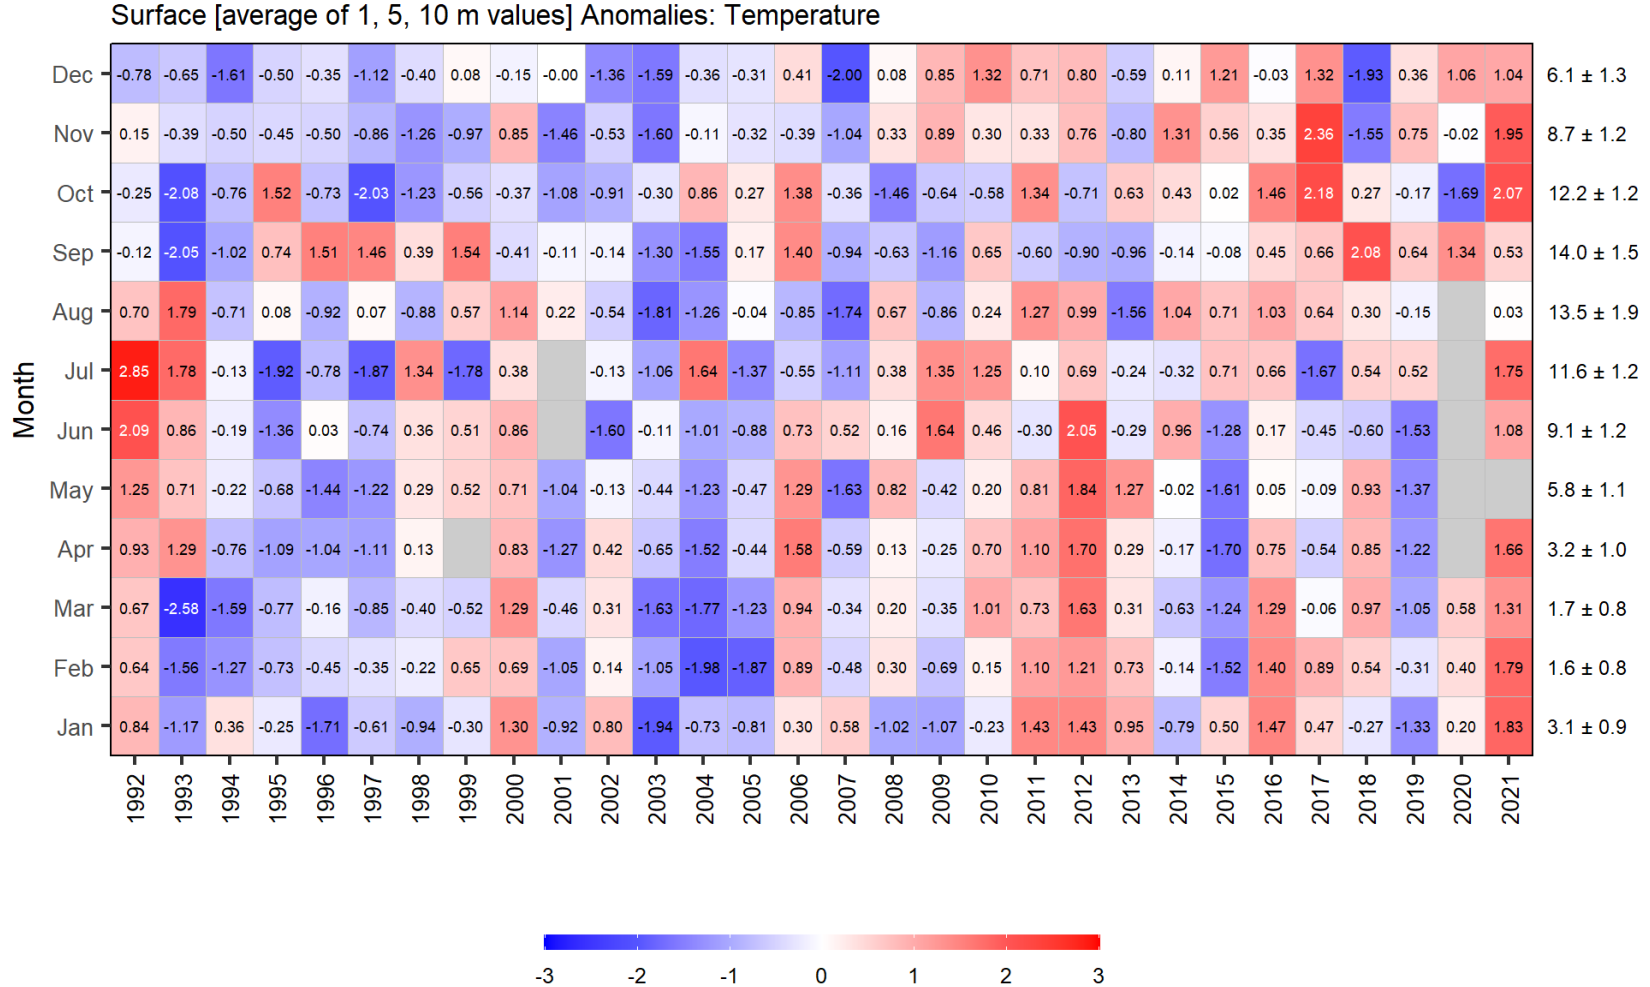 Surface [average of 1, 5, 10 m values] Anomalies: Temperature
Dec -0.78 -0.65 -1.61 -0.50 -0.35 -1.12 -0.40 0.08 -0.15 -0.00 -1.36 -1.59 -0.36 -0.31 0.41 -2.00 0.08 0.85 1.32 0.71 0.80 -0.59 0.11 1.21 -0.03 1.32 -1.93 0.36 1.06 1.04 6.1 ± 1.3
Nov 0.15 -0.39 -0.50 -0.45 -0.50 -0.86 -1.26 -0.97 0.85 -1.46 -0.53 -1.60 -0.11 -0.32 -0.39 -1.04 0.33 0.89 0.30 0.33 0.76 -0.80 1.31 0.56 0.35 2.36 -1.55 0.75 -0.02 1.95 8.7 ± 1.2
Oct -0.25 -2.08 -0.76 1.52 -0.73 -2.03 -1.23 -0.56 -0.37 -1.08 -0.91 -0.30 0.86 0.27 1.38 -0.36 -1.46 -0.64 -0.58 1.34 -0.71 0.63 0.43 0.02 1.46 2.18 0.27 -0.17 -1.69 2.07 12.2 ± 1.2
Sep -0.12 -2.05 -1.02 0.74 1.51 1.46 0.39 1.54 -0.41 -0.11 -0.14 -1.30 -1.55 0.17 1.40 -0.94 -0.63 -1.16 0.65 -0.60 -0.90 -0.96 -0.14 -0.08 0.45 0.66 2.08 0.64 1.34 0.53 14.0 ± 1.5
Aug 0.70 1.79 -0.71 0.08 -0.92 0.07 -0.88 0.57 1.14 0.22 -0.54 -1.81 -1.26 -0.04 -0.85 -1.74 0.67 -0.86 0.24 1.27 0.99 -1.56 1.04 0.71 1.03 0.64 0.30 -0.15 0.03 13.5 ± 1.9
Jul 2.85 1.78 -0.13 -1.92 -0.78 -1.87 1.34 -1.78 0.38 -0.13 -1.06 1.64 -1.37 -0.55 -1.11 0.38 1.35 1.25 0.10 0.69 -0.24 -0.32 0.71 0.66 -1.67 0.54 0.52 1.75 11.6 ± 1.2
Jun 2.09 0.86 -0.19 -1.36 0.03 -0.74 0.36 0.51 0.86 -1.60 -0.11 -1.01 -0.88 0.73 0.52 0.16 1.64 0.46 -0.30 2.05 -0.29 0.96 -1.28 0.17 -0.45 -0.60 -1.53 1.08 9.1 ± 1.2
May 1.25 0.71 -0.22 -0.68 -1.44 -1.22 0.29 0.52 0.71 -1.04 -0.13 -0.44 -1.23 -0.47 1.29 -1.63 0.82 -0.42 0.20 0.81 1.84 1.27 -0.02 -1.61 0.05 -0.09 0.93 -1.37 5.8 ± 1.1
Apr 0.93 1.29 -0.76 -1.09 -1.04 -1.11 0.13 0.83 -1.27 0.42 -0.65 -1.52 -0.44 1.58 -0.59 0.13 -0.25 0.70 1.10 1.70 0.29 -0.17 -1.70 0.75 -0.54 0.85 -1.22 1.66 3.2 ± 1.0
Mar 0.67 -2.58 -1.59 -0.77 -0.16 -0.85 -0.40 -0.52 1.29 -0.46 0.31 -1.63 -1.77 -1.23 0.94 -0.34 0.20 -0.35 1.01 0.73 1.63 0.31 -0.63 -1.24 1.29 -0.06 0.97 -1.05 0.58 1.31 1.7 ± 0.8
Feb 0.64 -1.56 -1.27 -0.73 -0.45 -0.35 -0.22 0.65 0.69 -1.05 0.14 -1.05 -1.98 -1.87 0.89 -0.48 0.30 -0.69 0.15 1.10 1.21 0.73 -0.14 -1.52 1.40 0.89 0.54 -0.31 0.40 1.79 1.6 ± 0.8
Jan 0.84 -1.17 0.36 -0.25 -1.71 -0.61 -0.94 -0.30 1.30 -0.92 0.80 -1.94 -0.73 -0.81 0.30 0.58 -1.02 -1.07 -0.23 1.43 1.43 0.95 -0.79 0.50 1.47 0.47 -0.27 -1.33 0.20 1.83 3.1 ± 0.9
Month
1992 1993 1994 1995 1996 1997 1998 1999 2000 2001 2002 2003 2004 2005 2006 2007 2008 2009 2010 2011 2012 2013 2014 2015 2016 2017 2018 2019 2020 2021
-3 -2 -1 0 1 2 3